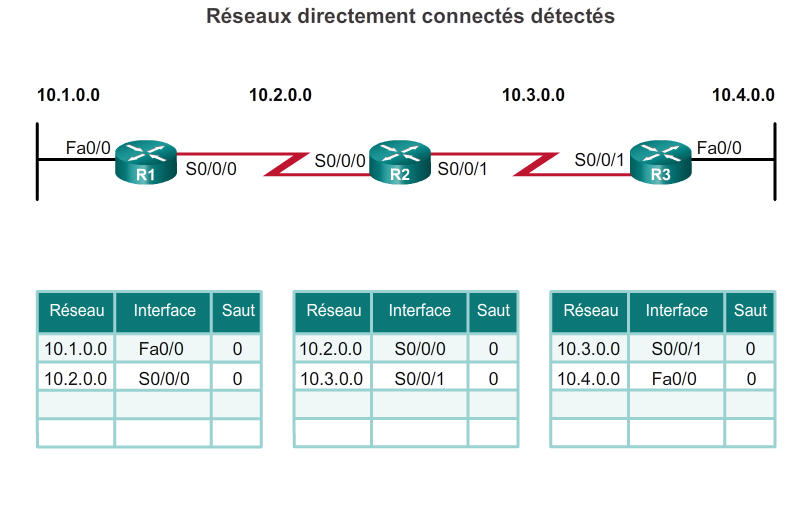 Réseaux directement connectés détectés
10.1.0.0 10.2.0.0 10.3.0.0 10.4.0.0
Fa0/0 R1 S0/0/0 S0/0/0 R2 S0/0/1 S0/0/1 R3 Fa0/0
Réseau Interface Saut
10.1.0.0 Fa0/0 0
10.2.0.0 S0/0/0 0
Réseau Interface Saut
10.2.0.0 S0/0/0 0
10.3.0.0 S0/0/1 0
Réseau Interface Saut
10.3.0.0 S0/0/1 0
10.4.0.0 Fa0/0 0